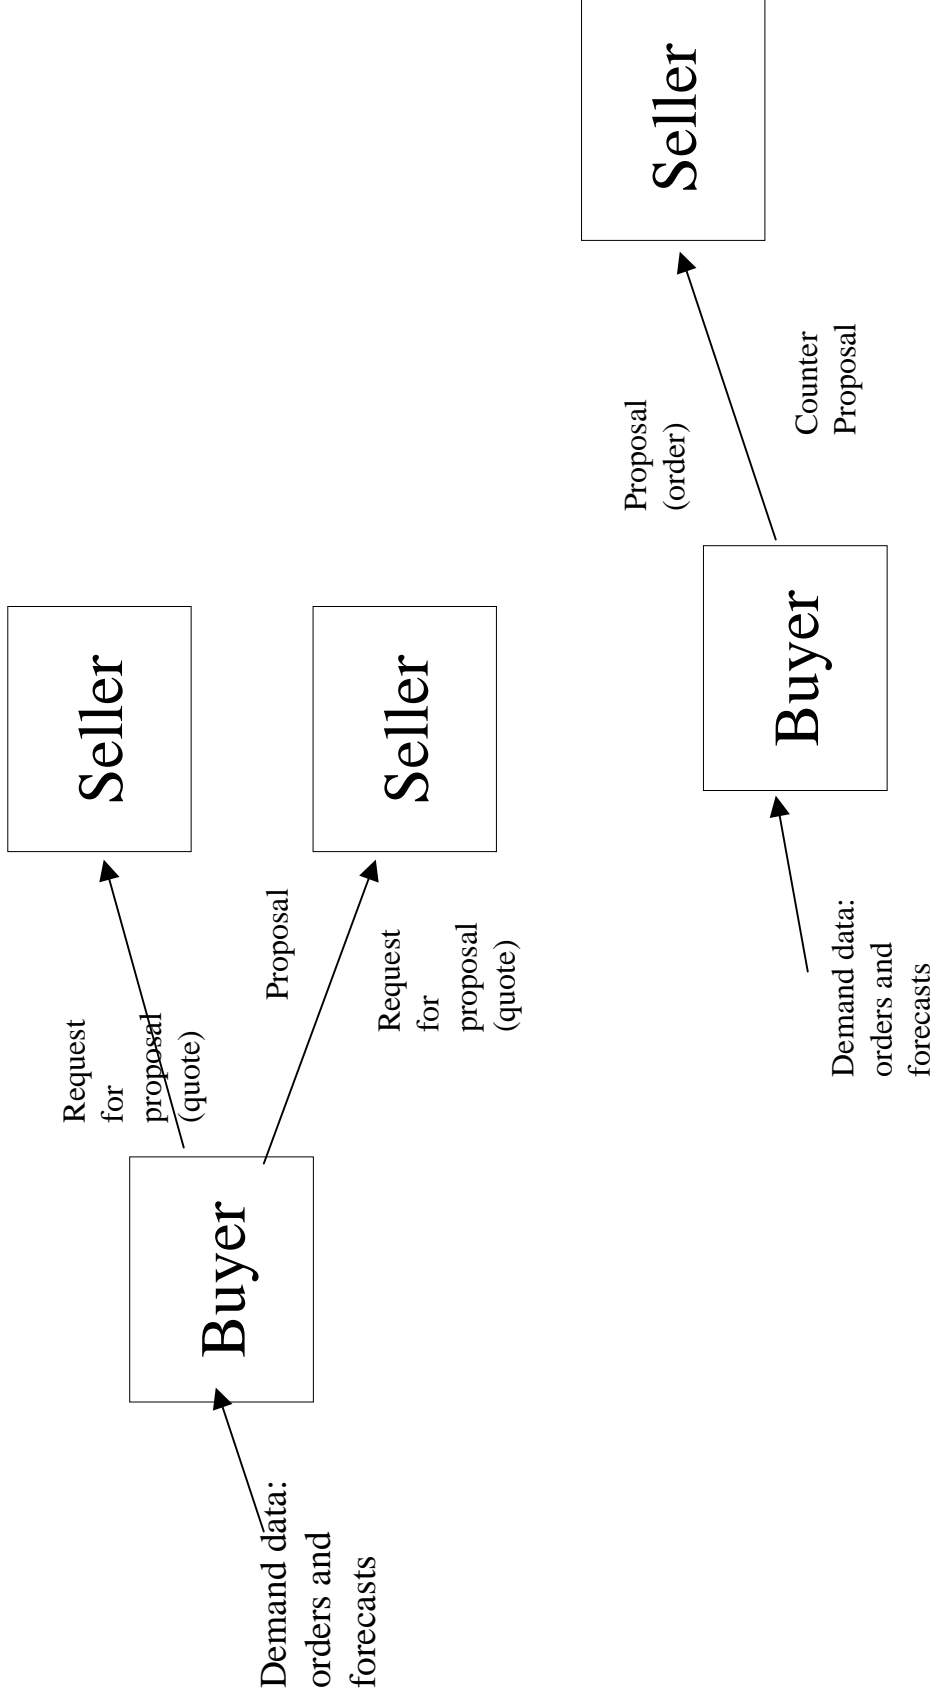 Seller
Request
for
proposal
(quote)
Buyer
Demand data:
orders and
forecasts
Proposal
Seller
Request
for
proposal
(quote)
Seller
Proposal
(order)
Counter
Proposal
Buyer
Demand data:
orders and
forecasts